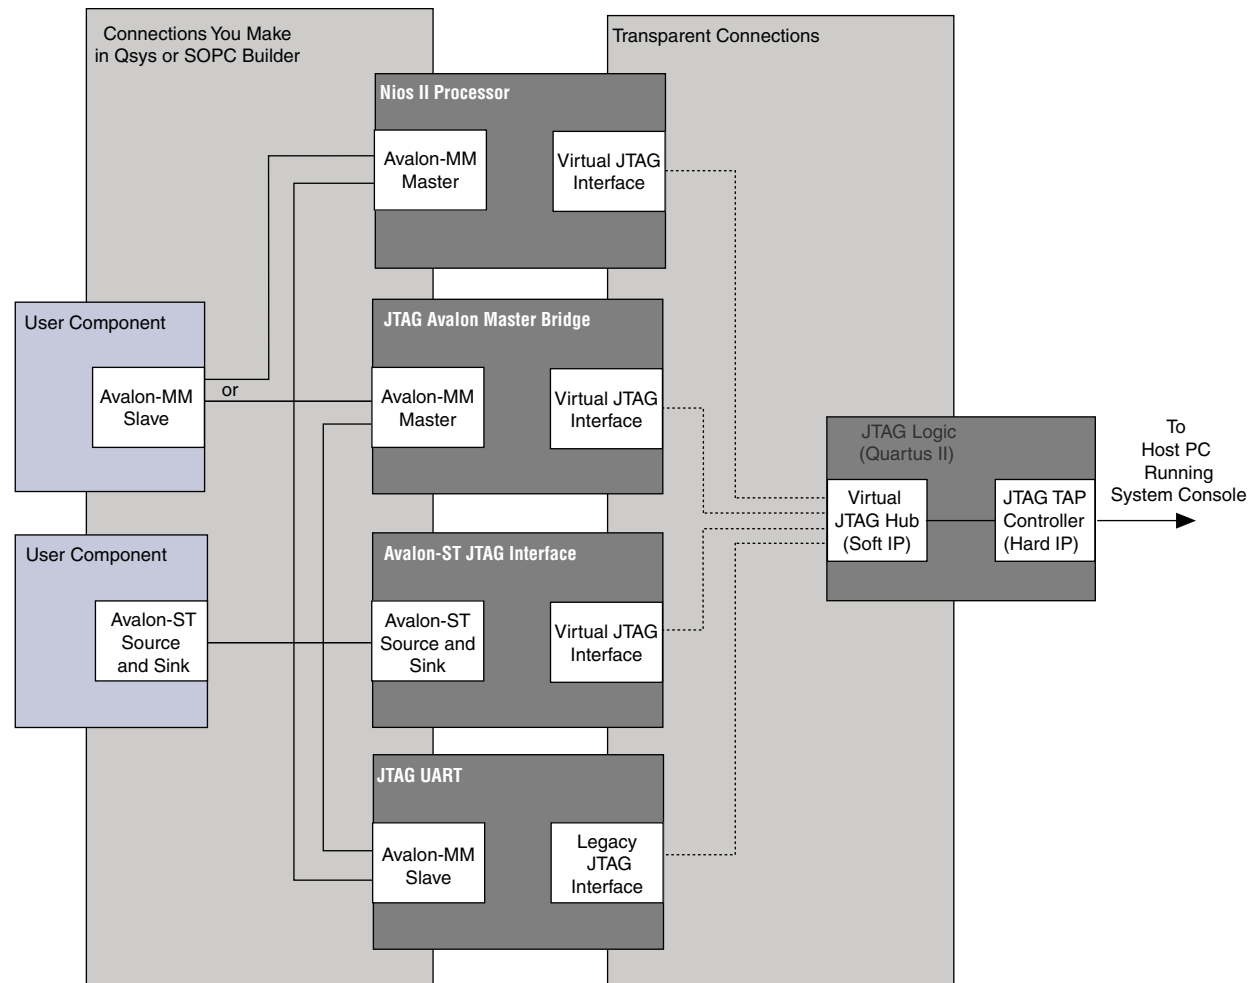 Connections You Make
in Qsys or SOPC Builder
Transparent Connections
Nios II Processor
Avalon-MM
Master
Virtual JTAG
Interface
User Component
Avalon-MM
Slave
or
JTAG Avalon Master Bridge
Avalon-MM
Master
Virtual JTAG
Interface
JTAG Logic
(Quartus II)
Virtual
JTAG Hub
(Soft IP)
JTAG TAP
Controller
(Hard IP)
To
Host PC
Running
System Console
User Component
Avalon-ST
Source
and Sink
Avalon-ST JTAG Interface
Avalon-ST
Source and
Sink
Virtual JTAG
Interface
JTAG UART
Avalon-MM
Slave
Legacy
JTAG
Interface